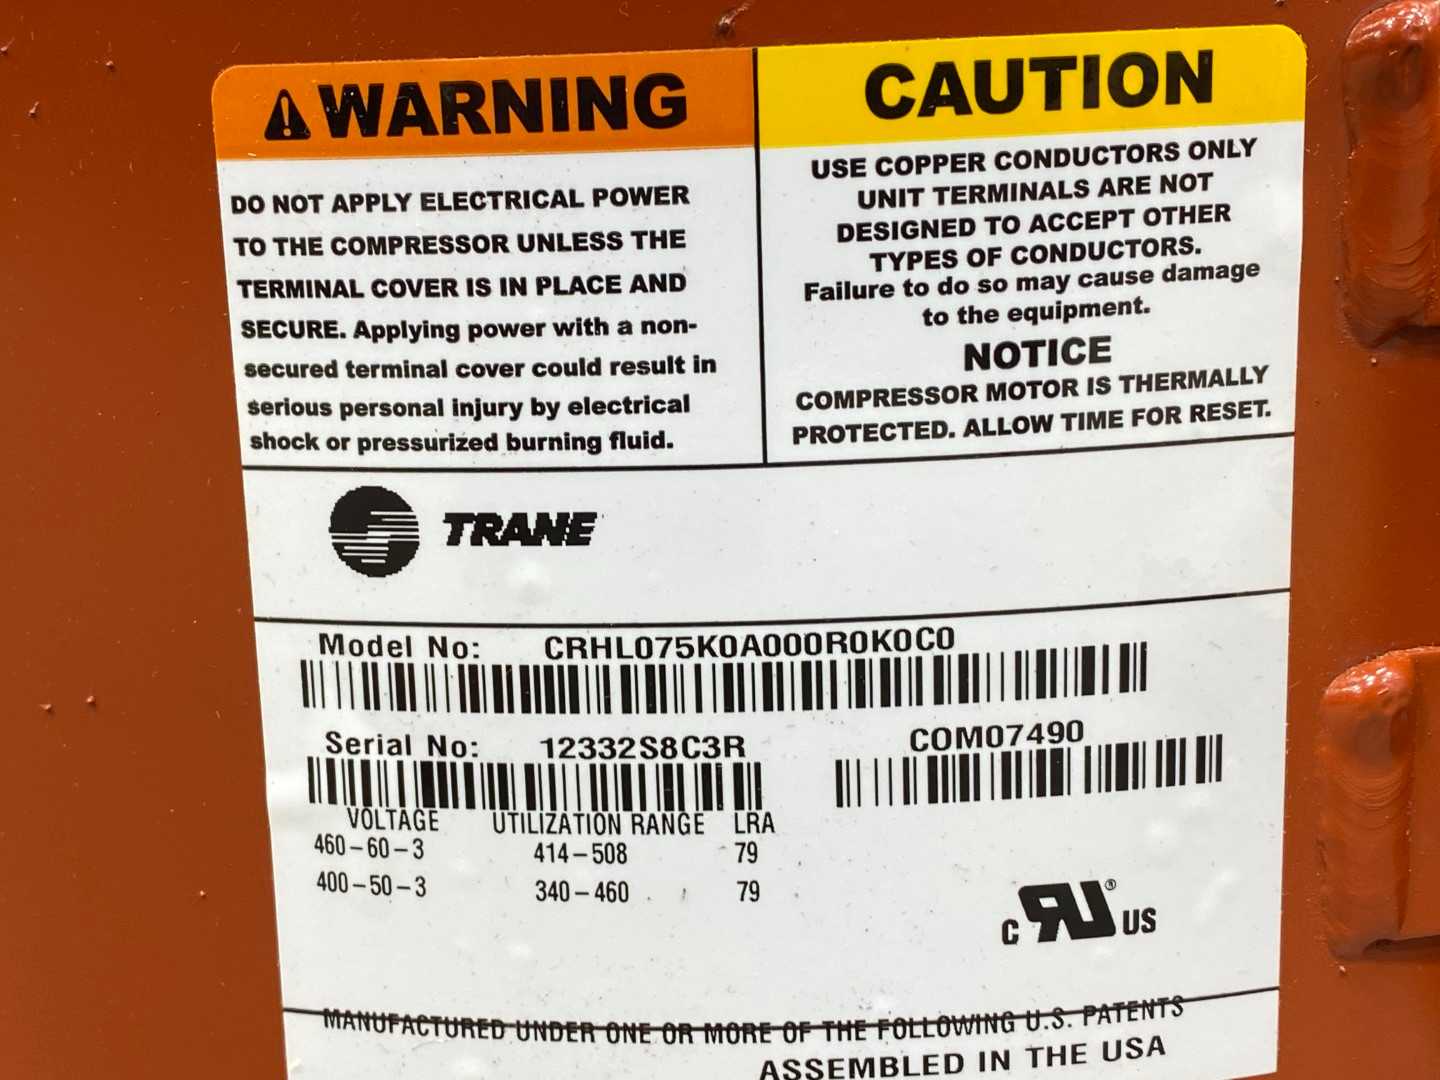 WARNING
DO NOT APPLY ELECTRICAL POWER
TO THE COMPRESSOR UNLESS THE
TERMINAL COVER IS IN PLACE AND
SECURE. Applying power with a non-
secured terminal cover could result in
serious personal injury by electrical
shock or pressurized burning fluid.
CAUTION
USE COPPER CONDUCTORS ONLY
UNIT TERMINALS ARE NOT
DESIGNED TO ACCEPT OTHER
TYPES OF CONDUCTORS.
Failure to do so may cause damage
to the equipment.
NOTICE
COMPRESSOR MOTOR IS THERMALLY
PROTECTED. ALLOW TIME FOR RESET.
TRANE
Model No: CRHL075K0A000R0K0C0
Serial No: 12332S8C3R COM07490
VOLTAGE UTILIZATION RANGE LRA
460-60-3 414-508 79
400-50-3 340-460 79
C RU® US
MANUFACTURED UNDER ONE OR MORE OF THE FOLLOWING U.S. PATENTS
ASSEMBLED IN THE USA